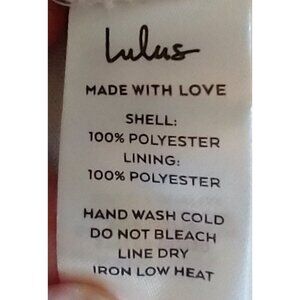 Lulus
MADE WITH LOVE
SHELL:
100% POLYESTER
LINING:
100% POLYESTER
HAND WASH COLD
DO NOT BLEACH
LINE DRY
IRON LOW HEAT